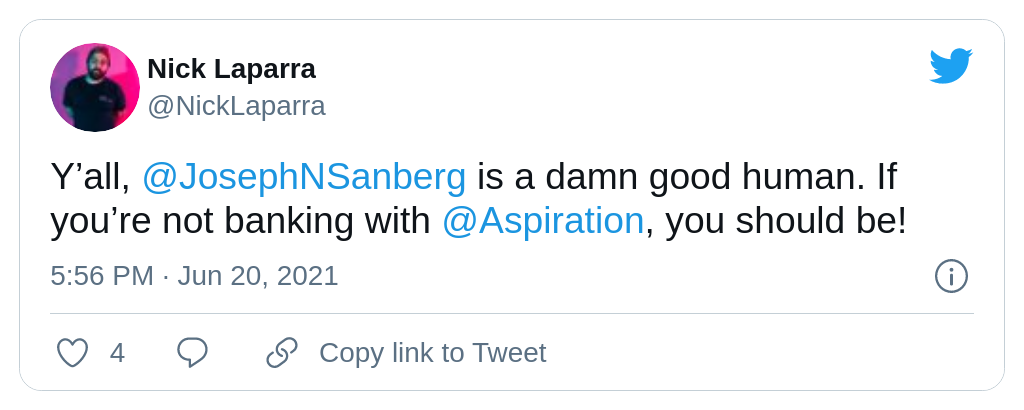 Nick Laparra
@NickLaparra
Y’all, @JosephNSanberg is a damn good human. If
you’re not banking with @Aspiration, you should be!
5:56 PM · Jun 20, 2021
4
Copy link to Tweet